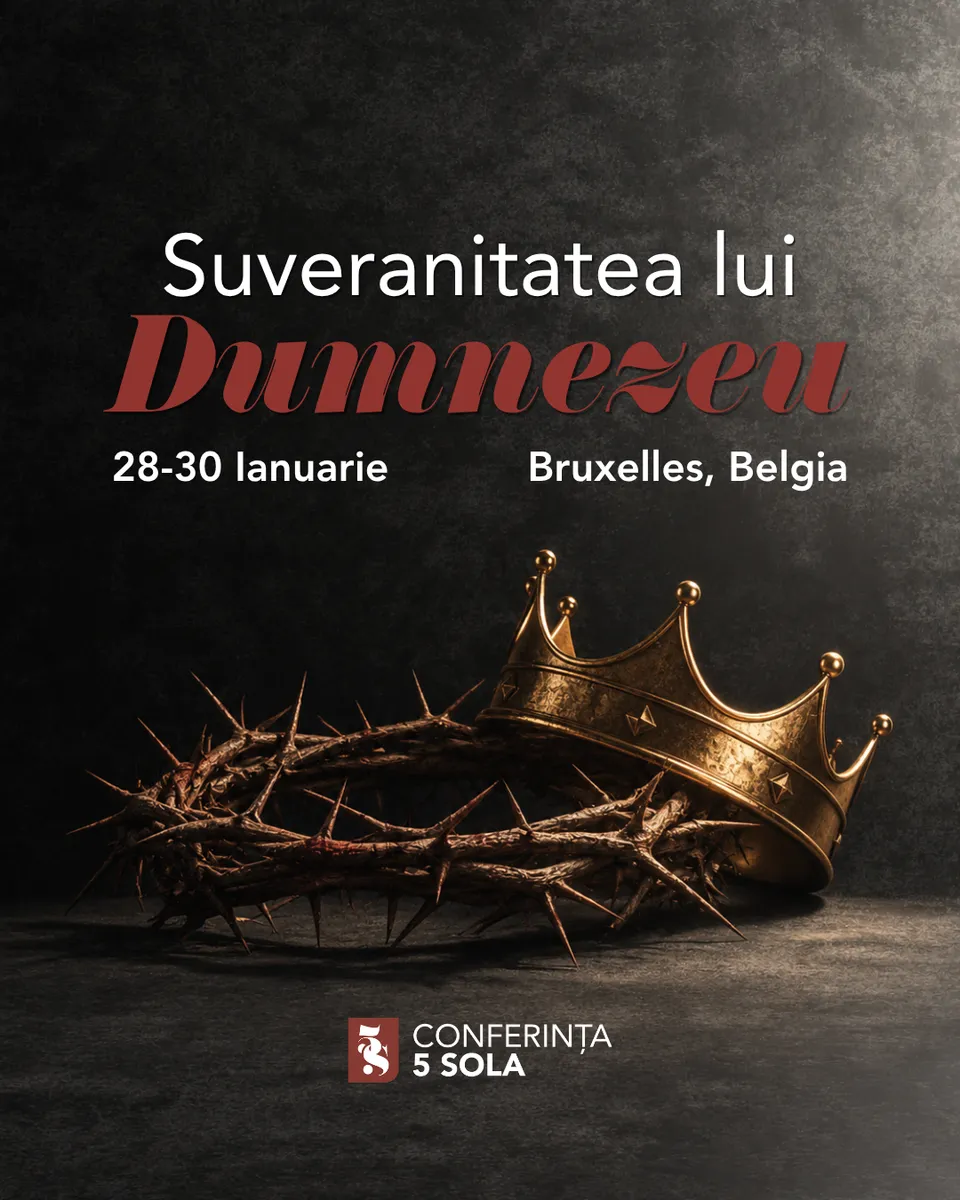 Suveranitatea lui
Dumnezeu
28-30 Ianuarie Bruxelles, Belgia
5S
CONFERINȚA
5 SOLA